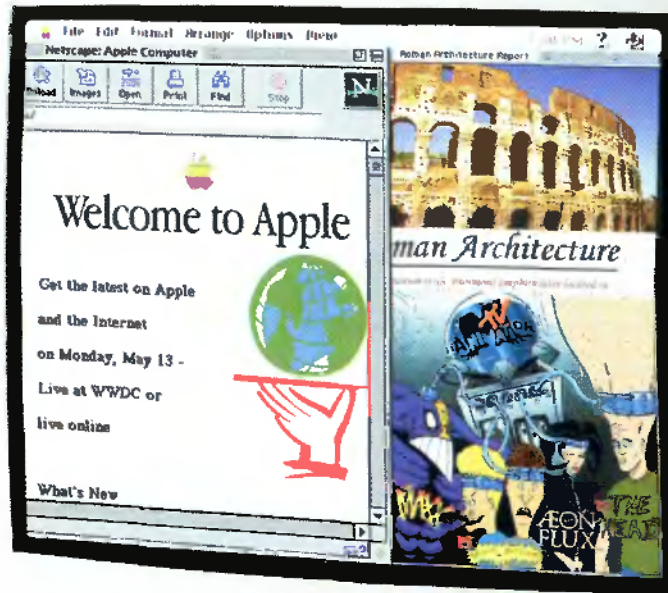 File Edit Format Arrange Options
Netscape: Apple Computer
Images Open Print Find Stop
N
Welcome to Apple
Get the latest on Apple
and the Internet
on Monday, May 13 -
Live at WWDC or
live online
What's New
Roman Architecture Report
man Architecture
MTV
ANIMATOR
ÆON
FLUX
THE
HEAD